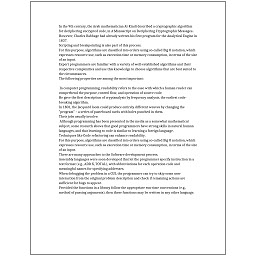 In the 9th century, the Arab mathematician Al-Kindi described a cryptographic algorithm
for deciphering encrypted code, in A Manuscript on Deciphering Cryptographic Messages.
However, Charles Babbage had already written his first program for the Analytical Engine in
1837.
Scripting and breakpointing is also part of this process.
For this purpose, algorithms are classified into orders using so-called Big O notation, which
expresses resource use, such as execution time or memory consumption, in terms of the size
of an input.
Expert programmers are familiar with a variety of well-established algorithms and their
respective complexities and use this knowledge to choose algorithms that are best suited to
the circumstances.
The following properties are among the most important:

In computer programming, readability refers to the ease with which a human reader can
comprehend the purpose, control flow, and operation of source code.
He gave the first description of cryptanalysis by frequency analysis, the earliest code-
breaking algorithm.
In 1801, the Jacquard loom could produce entirely different weaves by changing the
"program" – a series of pasteboard cards with holes punched in them.
Their jobs usually involve:
Although programming has been presented in the media as a somewhat mathematical
subject, some research shows that good programmers have strong skills in natural human
languages, and that learning to code is similar to learning a foreign language.
Techniques like Code refactoring can enhance readability.
For this purpose, algorithms are classified into orders using so-called Big O notation, which
expresses resource use, such as execution time or memory consumption, in terms of the size
of an input.
There are many approaches to the Software development process.
Assembly languages were soon developed that let the programmer specify instruction in a
text format (e.g., ADD X, TOTAL), with abbreviations for each operation code and
meaningful names for specifying addresses.
When debugging the problem in a GUI, the programmer can try to skip some user
interaction from the original problem description and check if remaining actions are
sufficient for bugs to appear.
Provided the functions in a library follow the appropriate run-time conventions (e.g.,
method of passing arguments), then these functions may be written in any other language.